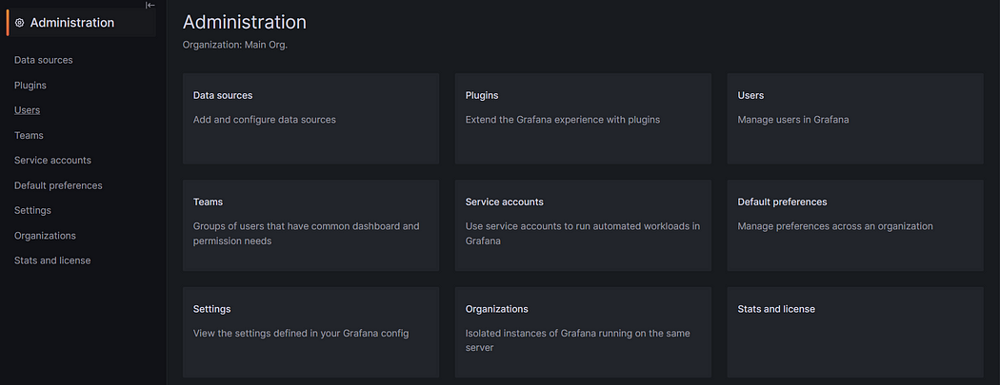 Administration
Data sources
Plugins
Users
Teams
Service accounts
Default preferences
Settings
Organizations
Stats and license
Administration
Organization: Main Org.
Data sources
Add and configure data sources
Plugins
Extend the Grafana experience with plugins
Users
Manage users in Grafana
Teams
Groups of users that have common dashboard and
permission needs
Service accounts
Use service accounts to run automated workloads in
Grafana
Default preferences
Manage preferences across an organization
Settings
View the settings defined in your Grafana config
Organizations
Isolated instances of Grafana running on the same
server
Stats and license